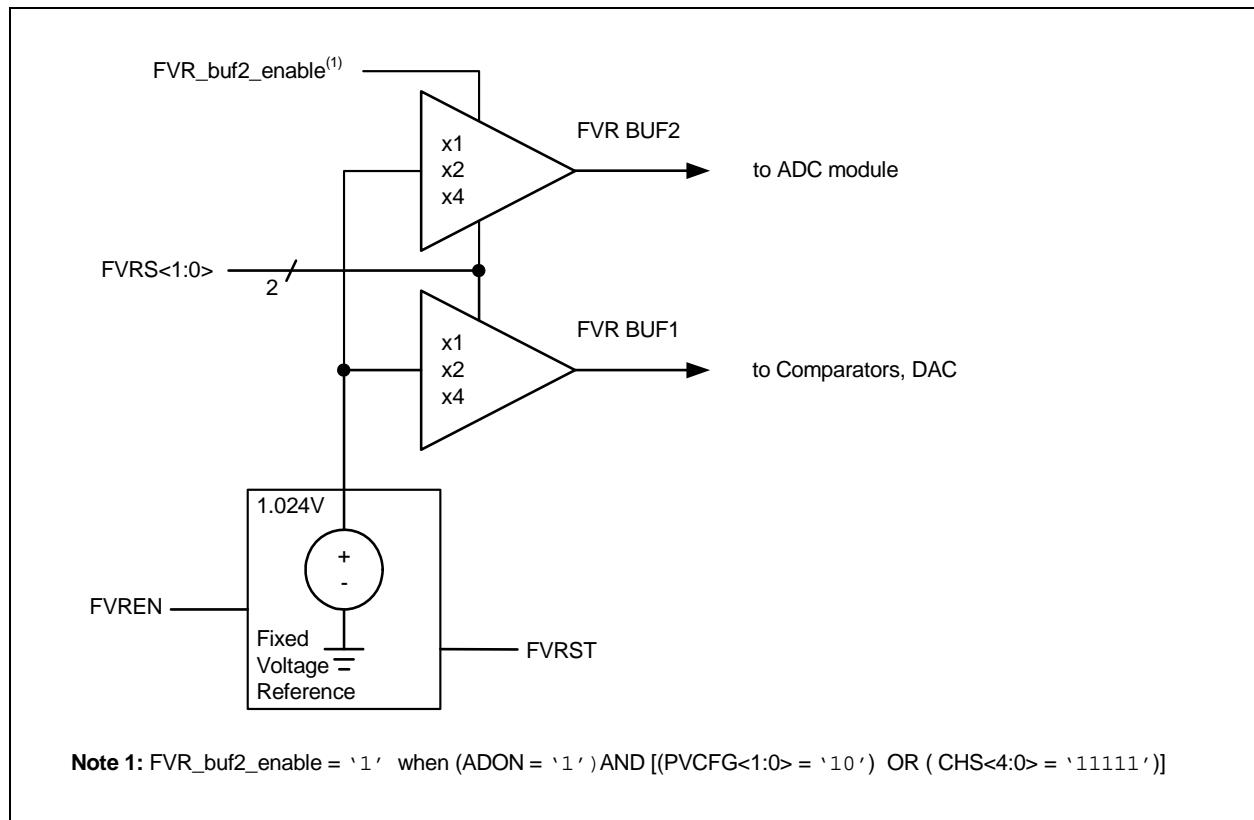 FVR_buf2_enable(1)
x1
x2
x4
FVR BUF2
to ADC module
FVRS<1:0>
2
x1
x2
x4
FVR BUF1
to Comparators, DAC
1.024V
+
-
FVREN
Fixed
Voltage
Reference
FVRST
Note 1: FVR_buf2_enable = ‘1’ when (ADON = ‘1’) AND [(PVCFG<1:0> = ‘10’) OR ( CHS<4:0> = ‘11111’)]